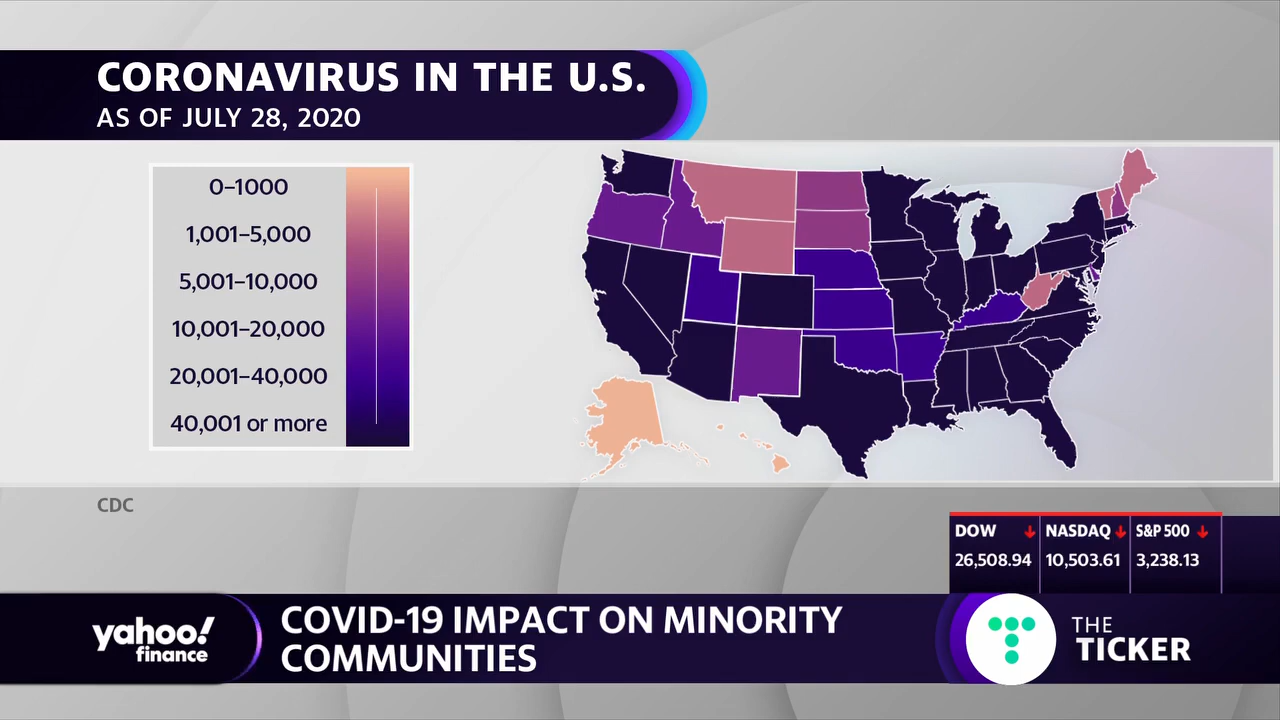 CORONAVIRUS IN THE U.S.
AS OF JULY 28, 2020
0–1000
1,001–5,000
5,001–10,000
10,001–20,000
20,001–40,000
40,001 or more
CDC
DOW
26,508.94
NASDAQ
10,503.61
S&P 500
3,238.13
yahoo!
finance
COVID-19 IMPACT ON MINORITY
COMMUNITIES
THE
TICKER